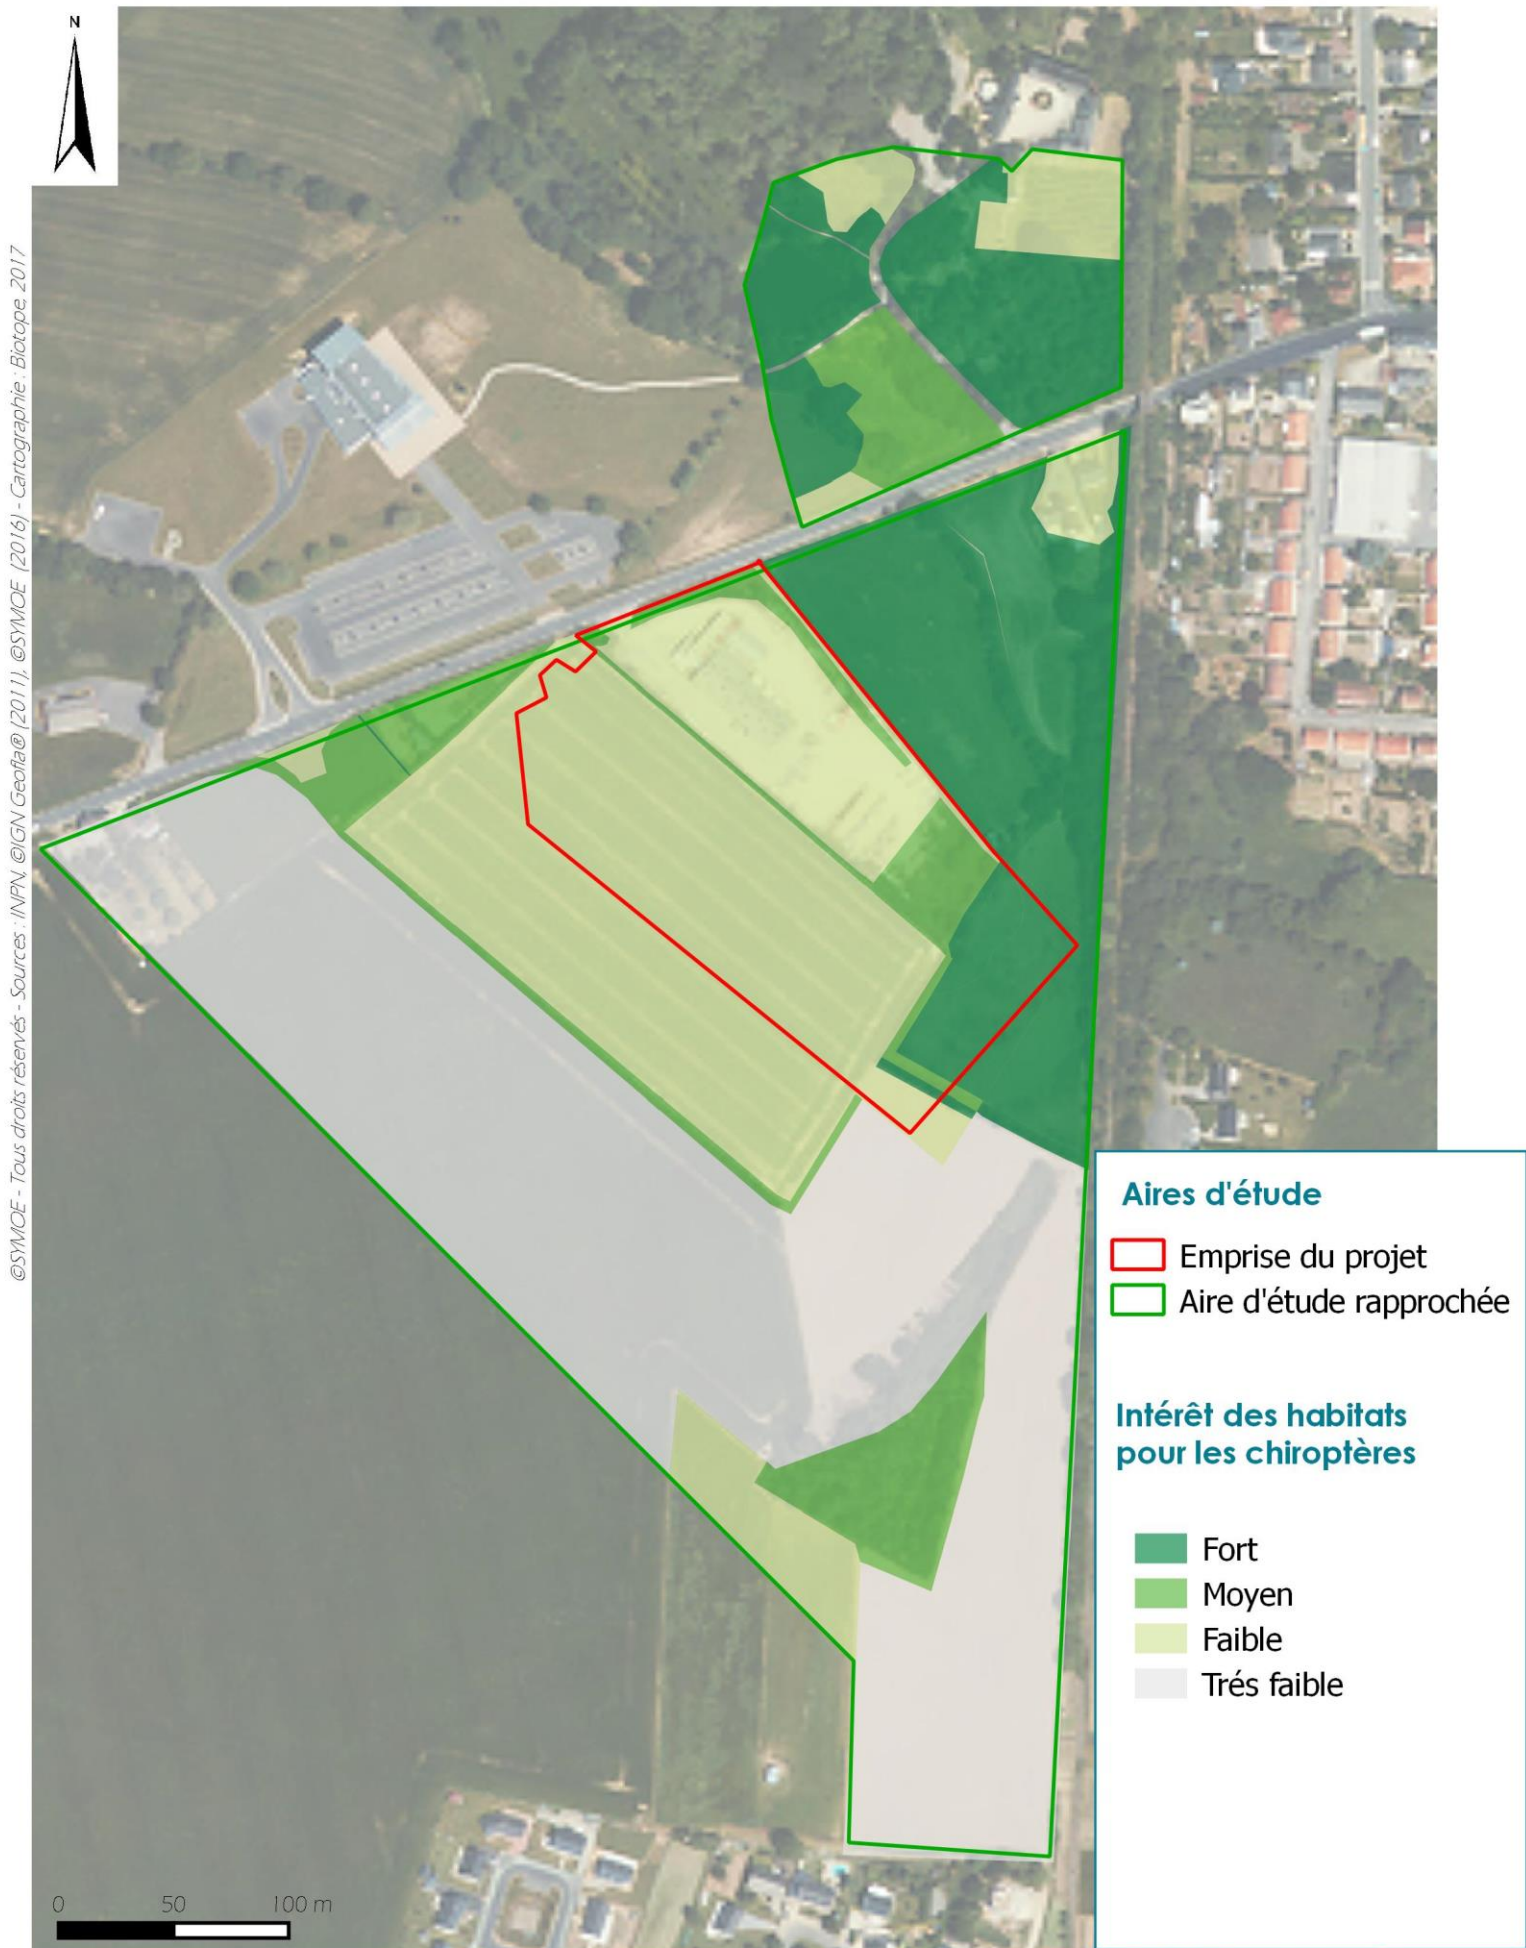 N
©SYMOE - Tous droits réservés - Sources : INPN, ©IGN Geofla® (2011), ©SYMOE (2016) - Cartographie : Biotope, 2017
Aires d'étude
Emprise du projet
Aire d'étude rapprochée
Intérêt des habitats
pour les chiroptères
Fort
Moyen
Faible
Trés faible
0 50 100 m